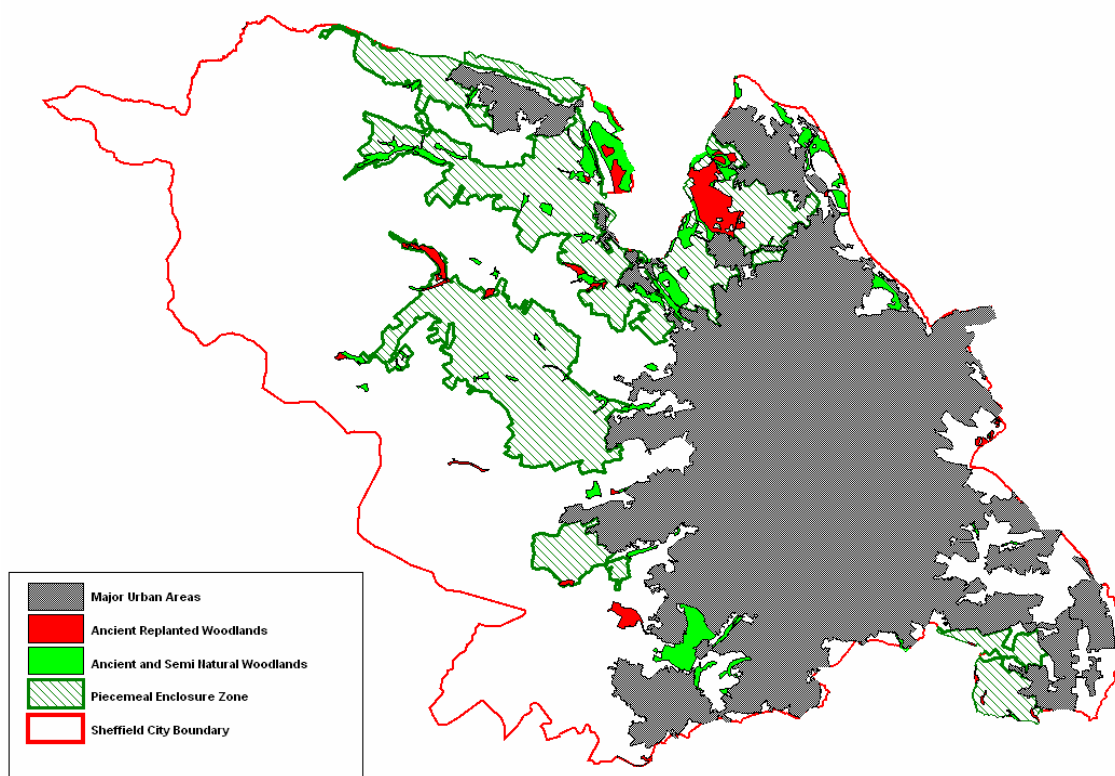 Major Urban Areas
Ancient Replanted Woodlands
Ancient and Semi Natural Woodlands
Piecemeal Enclosure Zone
Sheffield City Boundary